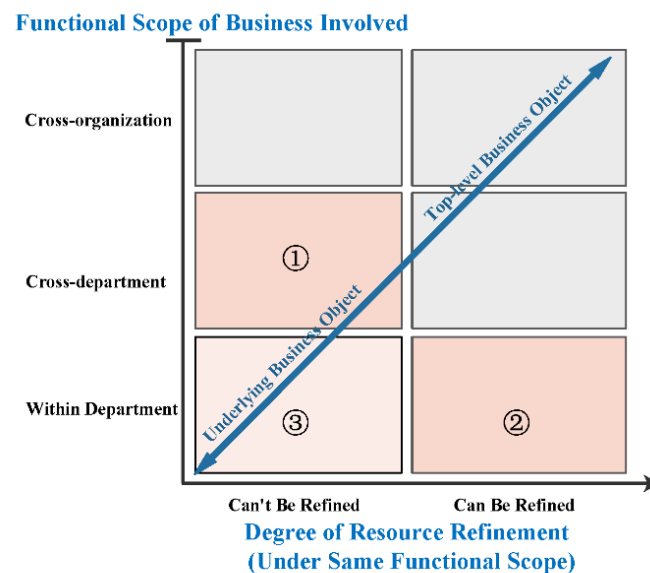 Functional Scope of Business Involved
Cross-organization
Top-level Business Object
①
Cross-department
Underlying Business Object
Within Department
③
②
Can't Be Refined
Can Be Refined
Degree of Resource Refinement
(Under Same Functional Scope)